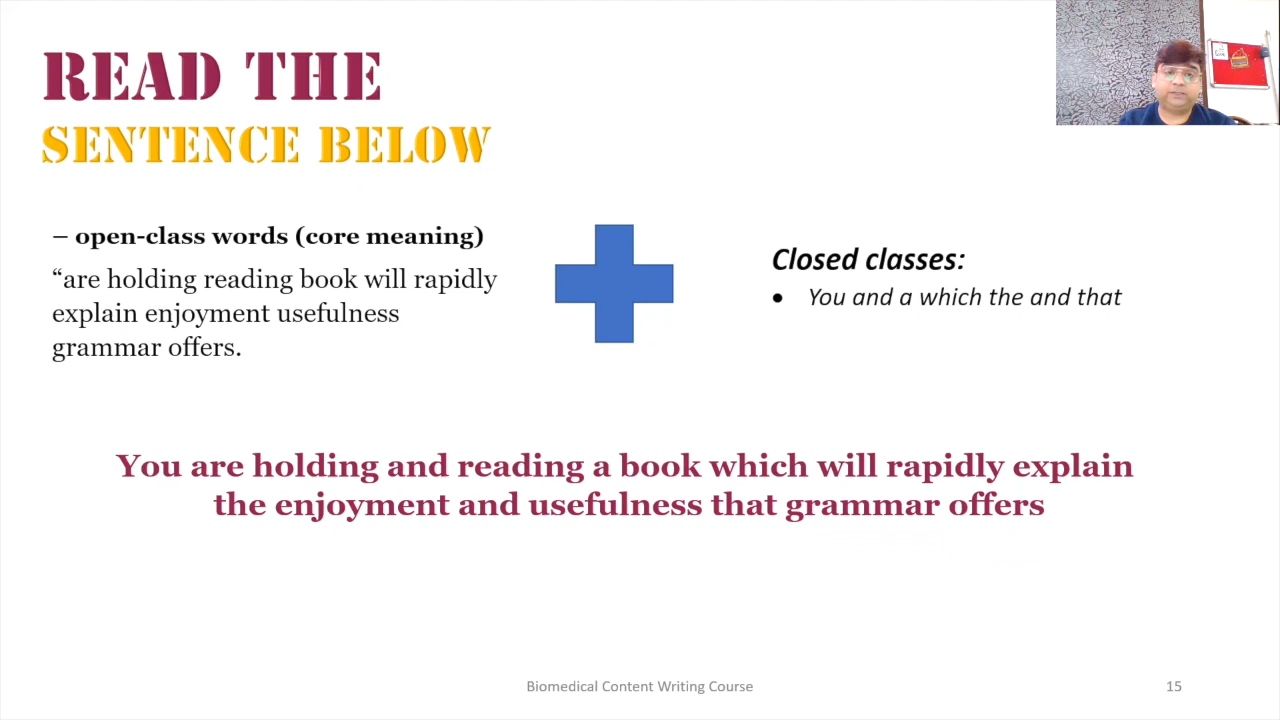 READ THE
SENTENCE BELOW
– open-class words (core meaning)
“are holding reading book will rapidly
explain enjoyment usefulness
grammar offers.
Closed classes:
• You and a which the and that
You are holding and reading a book which will rapidly explain
the enjoyment and usefulness that grammar offers
Biomedical Content Writing Course
15